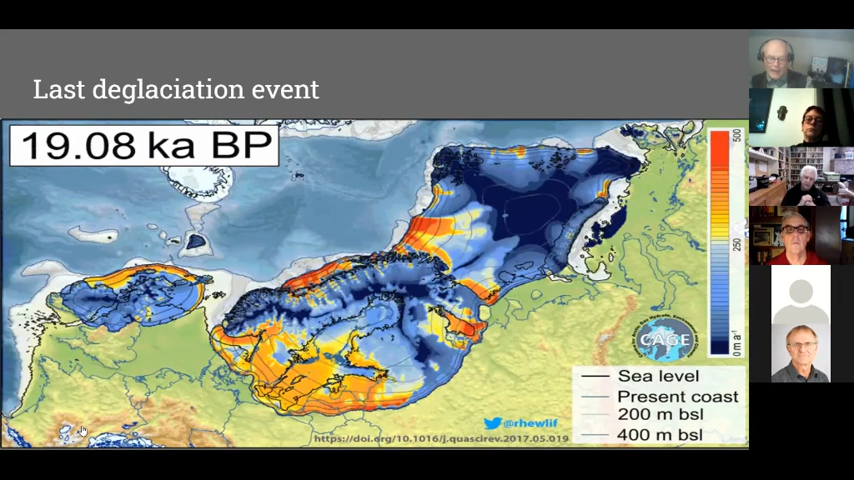 Last deglaciation event
19.08 ka BP
500
250
0 m a⁻¹
CAGE
Sea level
Present coast
200 m bsl
400 m bsl
@rhewlif
https://doi.org/10.1016/j.quascirev.2017.05.019